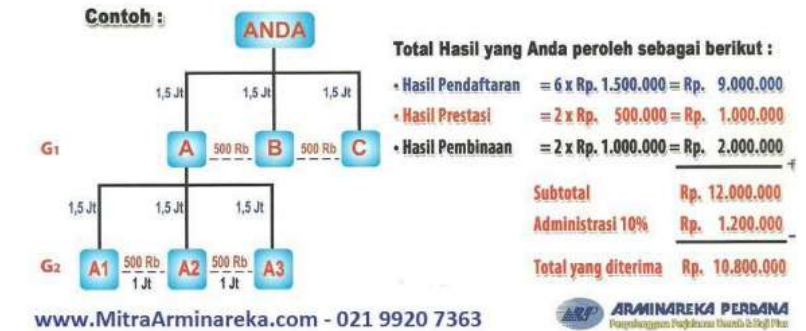 Contoh :
ANDA
1,5 Jt 1,5 Jt 1,5 Jt
G1 A 500 Rb B 500 Rb C
1,5 Jt 1,5 Jt 1,5 Jt
G2 A1 500 Rb A2 500 Rb A3
1 Jt 1 Jt
Total Hasil yang Anda peroleh sebagai berikut :
• Hasil Pendaftaran = 6 x Rp. 1.500.000 = Rp. 9.000.000
• Hasil Prestasi = 2 x Rp. 500.000 = Rp. 1.000.000
• Hasil Pembinaan = 2 x Rp. 1.000.000 = Rp. 2.000.000
+
Subtotal Rp. 12.000.000
Administrasi 10% Rp. 1.200.000
-
Total yang diterima Rp. 10.800.000
www.MitraArminareka.com - 021 9920 7363
ARMINAREKA PERDANA
Penyelenggara Perjalanan Umrah & Haji Plus